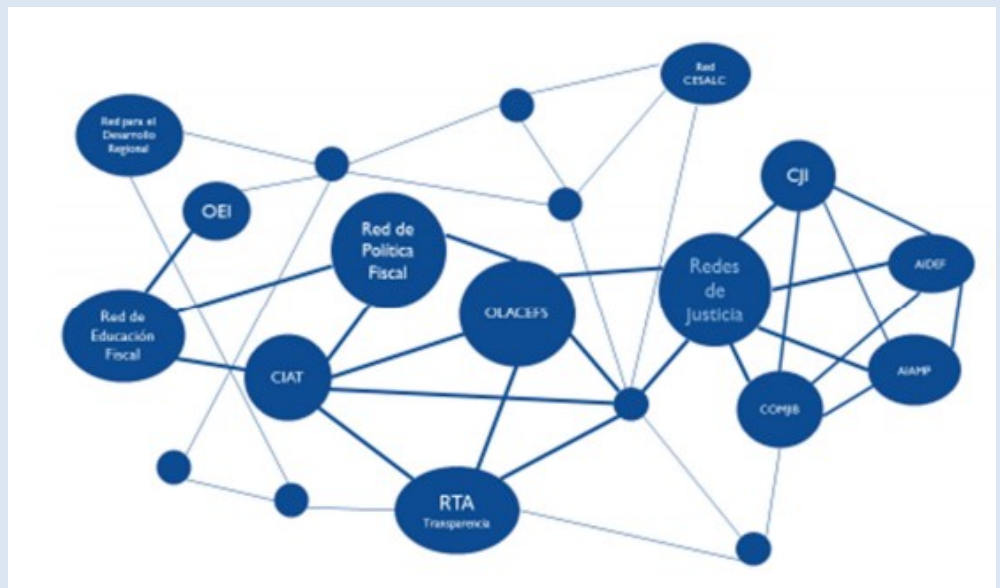 Red
CESALC
Red para el
Desarrollo
Regional
CJI
OEI
Red de
Política
Fiscal
AIDEF
Redes
de
Justicia
OLACEFS
Red de
Educación
Fiscal
CIAT
AIAMP
COMJIB
RTA
Transparencia